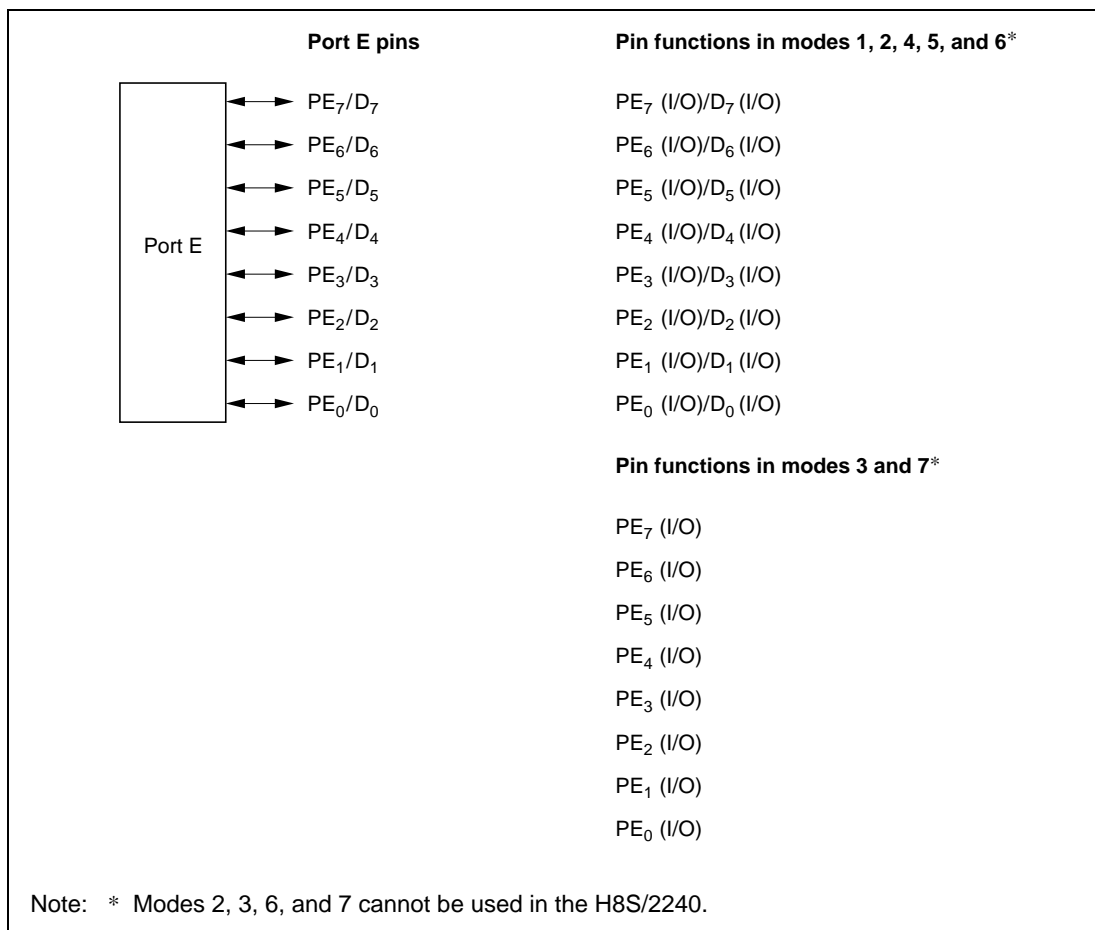 Port E pins
Pin functions in modes 1, 2, 4, 5, and 6*
Port E
PE₇/D₇
PE₇ (I/O)/D₇ (I/O)
PE₆/D₆
PE₆ (I/O)/D₆ (I/O)
PE₅/D₅
PE₅ (I/O)/D₅ (I/O)
PE₄/D₄
PE₄ (I/O)/D₄ (I/O)
PE₃/D₃
PE₃ (I/O)/D₃ (I/O)
PE₂/D₂
PE₂ (I/O)/D₂ (I/O)
PE₁/D₁
PE₁ (I/O)/D₁ (I/O)
PE₀/D₀
PE₀ (I/O)/D₀ (I/O)
Pin functions in modes 3 and 7*
PE₇ (I/O)
PE₆ (I/O)
PE₅ (I/O)
PE₄ (I/O)
PE₃ (I/O)
PE₂ (I/O)
PE₁ (I/O)
PE₀ (I/O)
Note: * Modes 2, 3, 6, and 7 cannot be used in the H8S/2240.